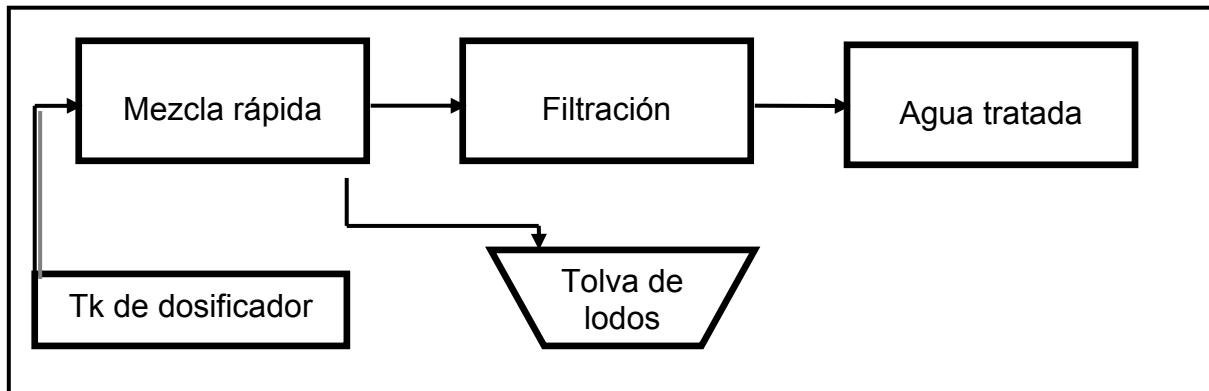 Mezcla rápida
Filtración
Agua tratada
Tk de dosificador
Tolva de
lodos